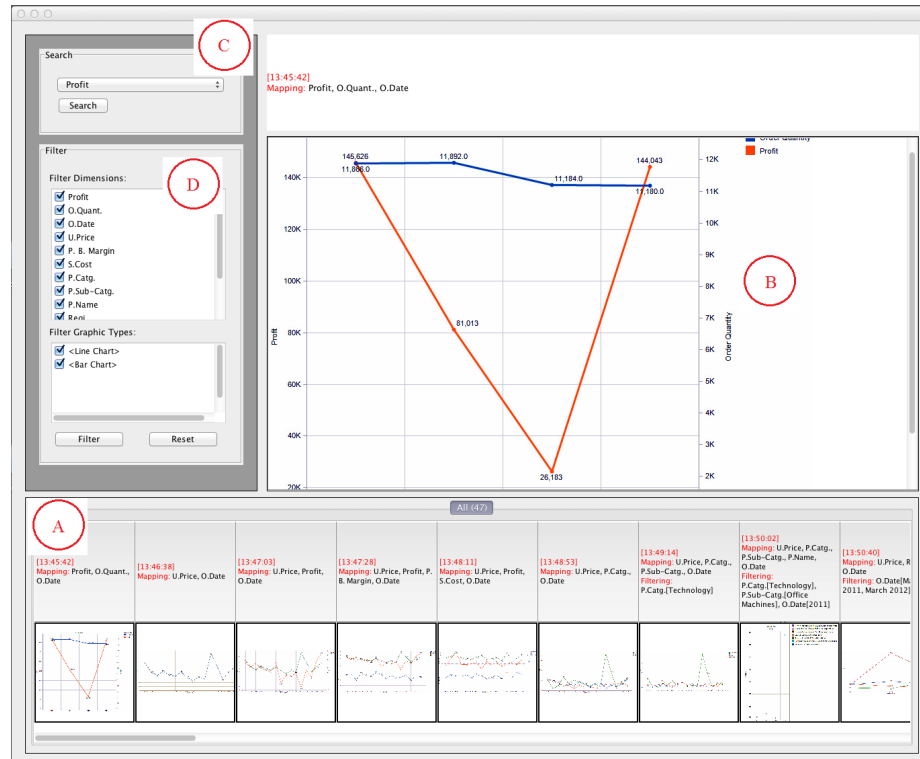 C
Search
Profit
Search
[13:45:42]
Mapping: Profit, O.Quant., O.Date
Filter
D
Filter Dimensions:
Profit
O.Quant.
O.Date
U.Price
P. B. Margin
S.Cost
P.Catg.
P.Sub-Catg.
P.Name
Regi
Filter Graphic Types:
<Line Chart>
<Bar Chart>
Filter
Reset
Order Quantity
Profit
145,626
11,866.0
11,892.0
11,184.0
144,043
11,180.0
81,013
26,183
140K
120K
100K
80K
60K
40K
20K
Profit
12K
11K
10K
9K
8K
7K
6K
5K
4K
3K
2K
Order Quantity
B
All (47)
A
[13:45:42]
Mapping: Profit, O.Quant.,
O.Date
[13:46:38]
Mapping: U.Price, O.Date
[13:47:03]
Mapping: U.Price, Profit,
O.Date
[13:47:28]
Mapping: U.Price, Profit, P.
B. Margin, O.Date
[13:48:11]
Mapping: U.Price, Profit,
S.Cost, O.Date
[13:48:53]
Mapping: U.Price, P.Catg.,
O.Date
[13:49:14]
Mapping: U.Price, P.Catg.,
P.Sub-Catg., O.Date
Filtering:
P.Catg.[Technology]
[13:50:02]
Mapping: U.Price, P.Catg.,
P.Sub-Catg., P.Name,
O.Date
Filtering:
P.Catg.[Technology],
P.Sub-Catg.[Office
Machines], O.Date[2011]
[13:50:40]
Mapping: U.Price, R
O.Date
Filtering: O.Date[Ma
2011, March 2012]